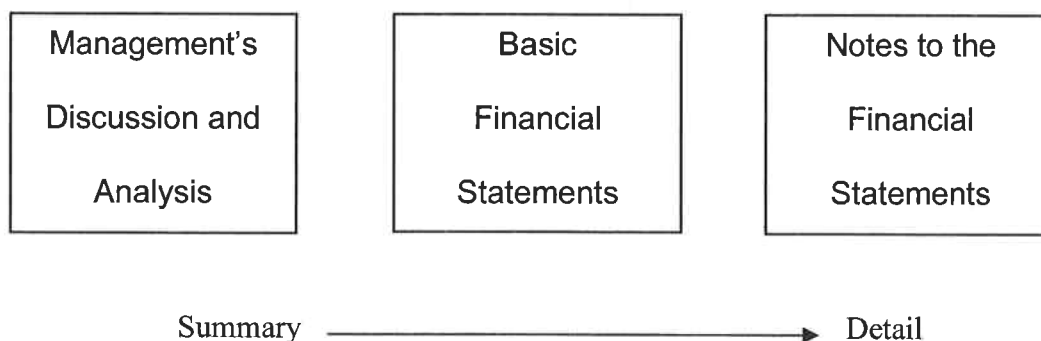 Management's
Discussion and
Analysis
Basic
Financial
Statements
Notes to the
Financial
Statements
Summary
Detail